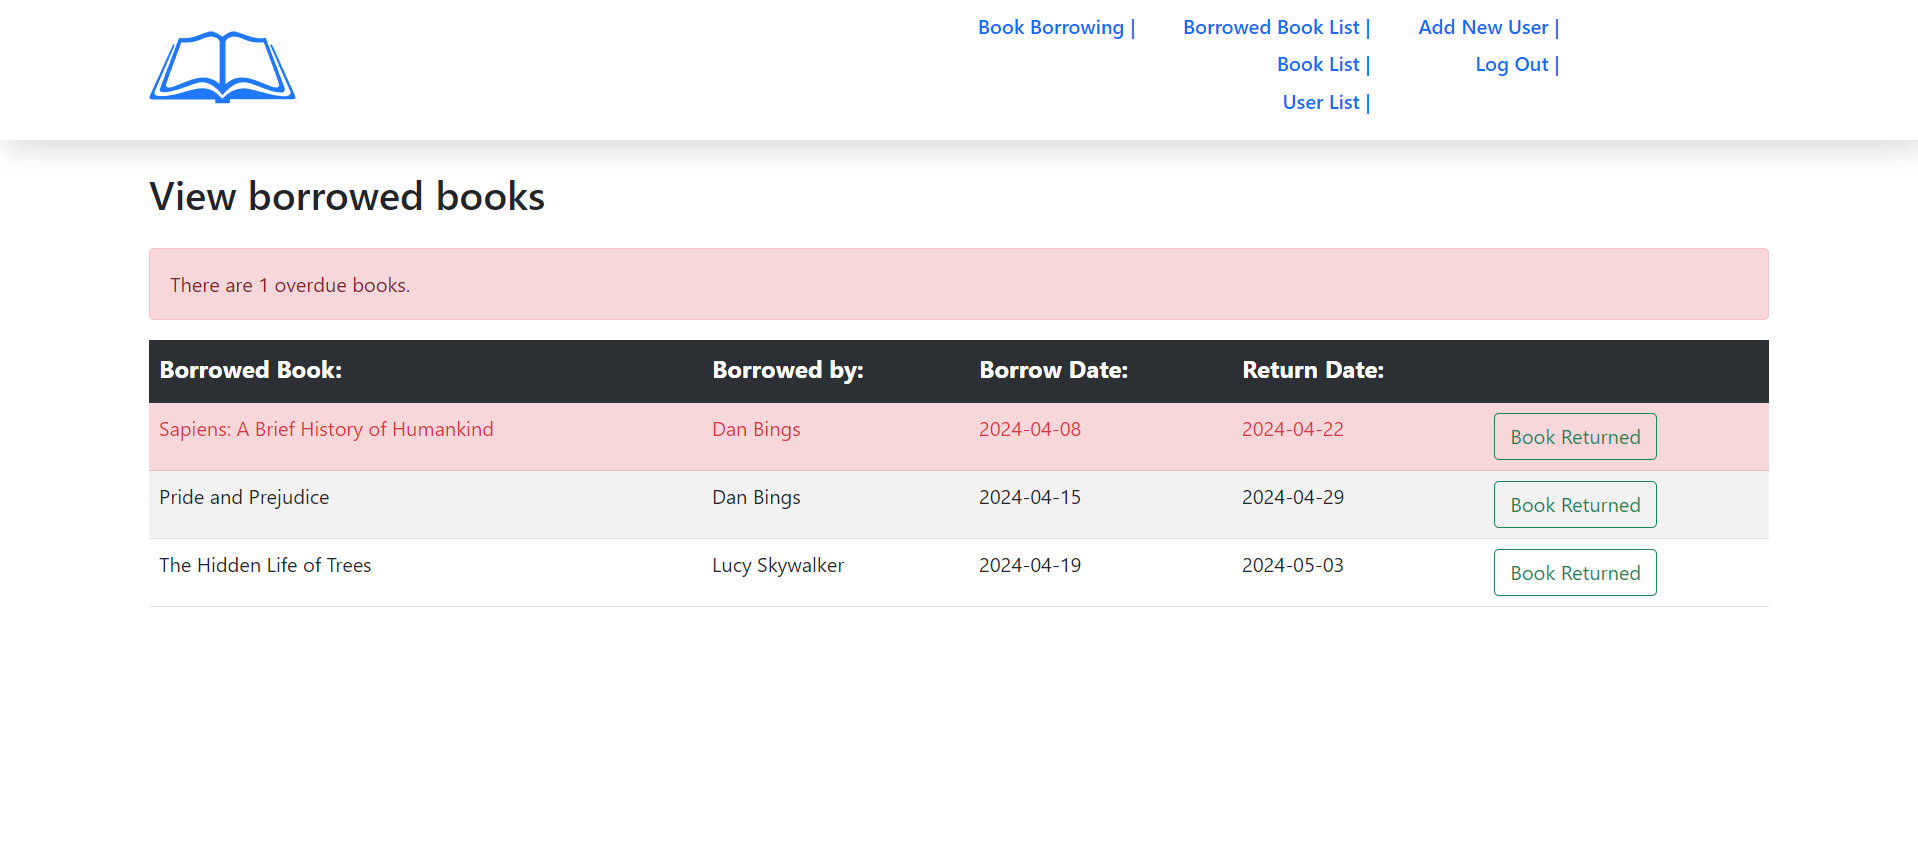 Book Borrowing | Borrowed Book List | Add New User |
Book List | Log Out |
User List |
View borrowed books
There are 1 overdue books.
Borrowed Book: Borrowed by: Borrow Date: Return Date:
Sapiens: A Brief History of Humankind Dan Bings 2024-04-08 2024-04-22 Book Returned
Pride and Prejudice Dan Bings 2024-04-15 2024-04-29 Book Returned
The Hidden Life of Trees Lucy Skywalker 2024-04-19 2024-05-03 Book Returned